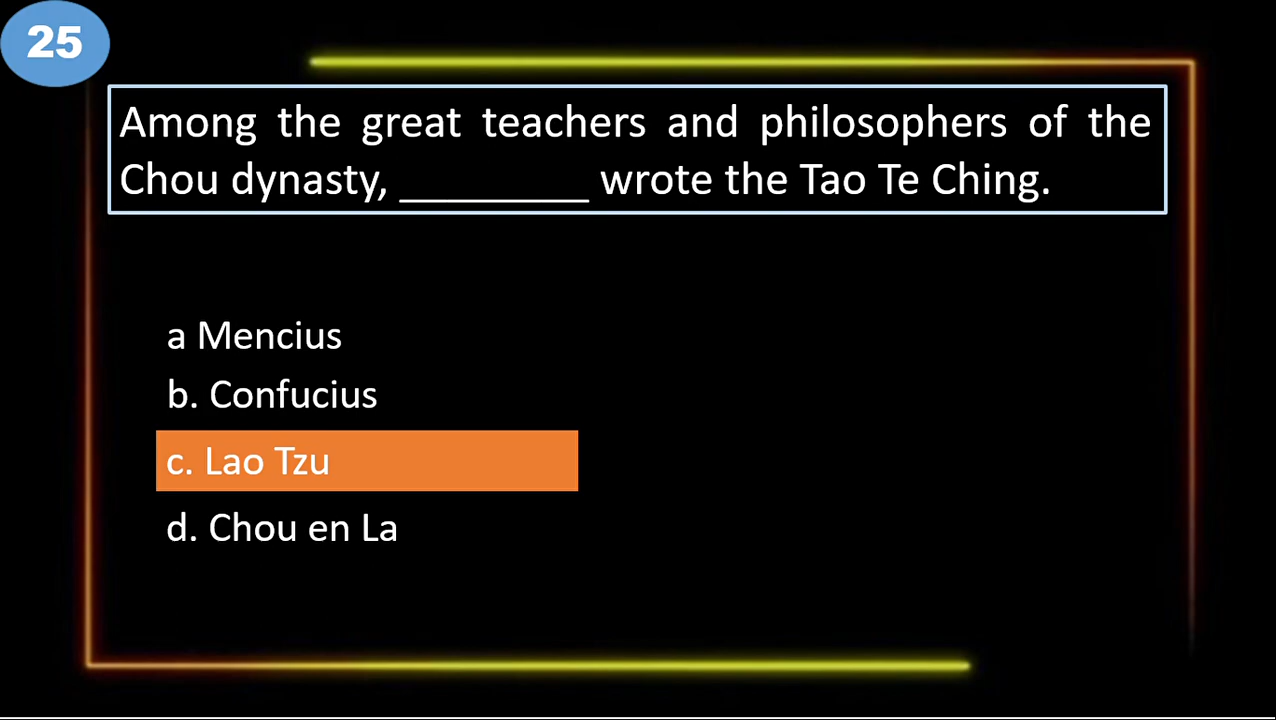 25
Among the great teachers and philosophers of the
Chou dynasty, _________ wrote the Tao Te Ching.
a Mencius
b. Confucius
c. Lao Tzu
d. Chou en La